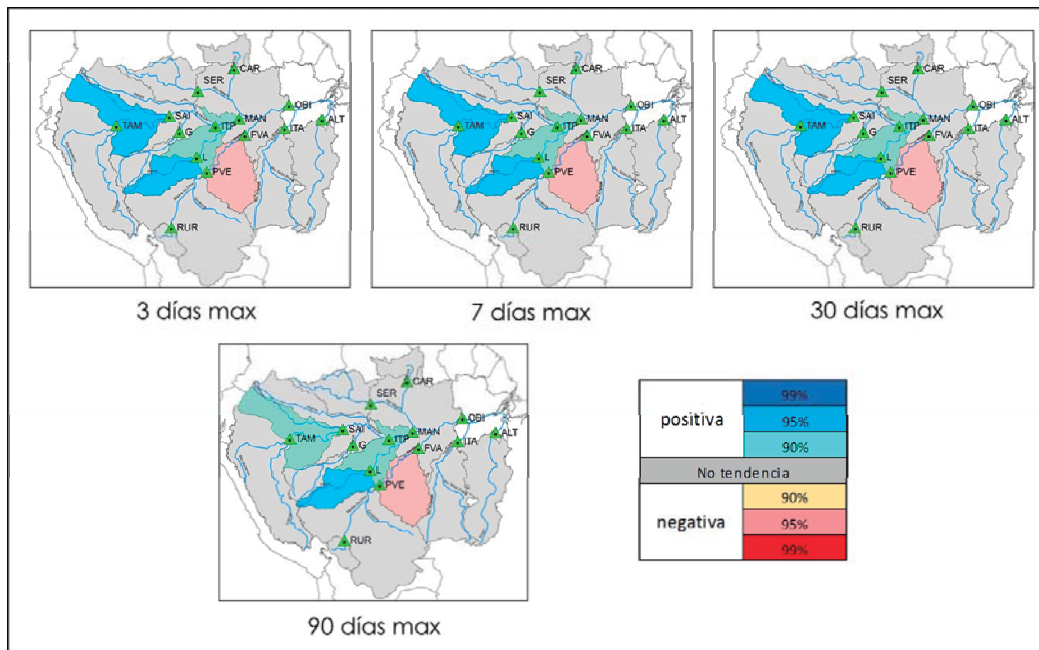 CAR
SER
OBI
SAI
MAN
ALT
TAM
ITP
G
FVA
ITA
L
PVE
RUR
3 días max
CAR
SER
OBI
SAI
MAN
ALT
TAM
ITP
G
FVA
ITA
L
PVE
RUR
7 días max
CAR
SER
OBI
SAI
MAN
ALT
TAM
ITP
G
FVA
ITA
L
PVE
RUR
30 días max
CAR
SER
OBI
SAI
MAN
ALT
TAM
ITP
G
FVA
ITA
L
PVE
RUR
90 días max
positiva
99%
95%
90%
No tendencia
negativa
90%
95%
99%